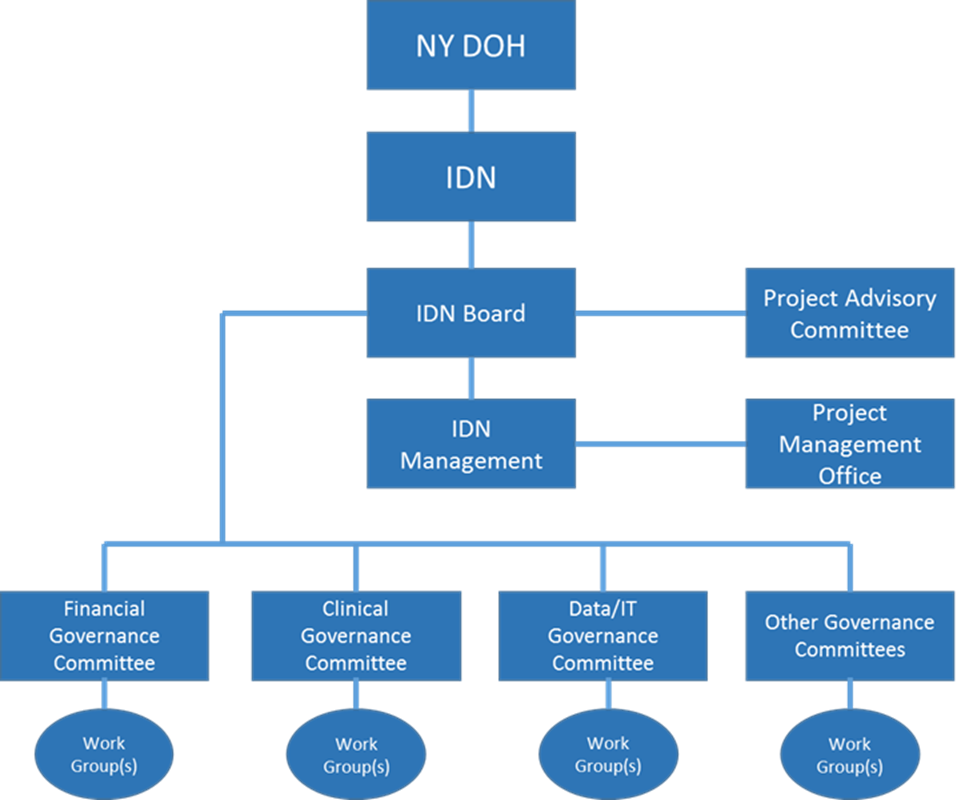 NY DOH
IDN
IDN Board
Project Advisory
Committee
IDN
Management
Project
Management
Office
Financial
Governance
Committee
Clinical
Governance
Committee
Data/IT
Governance
Committee
Other Governance
Committees
Work
Group(s)
Work
Group(s)
Work
Group(s)
Work
Group(s)